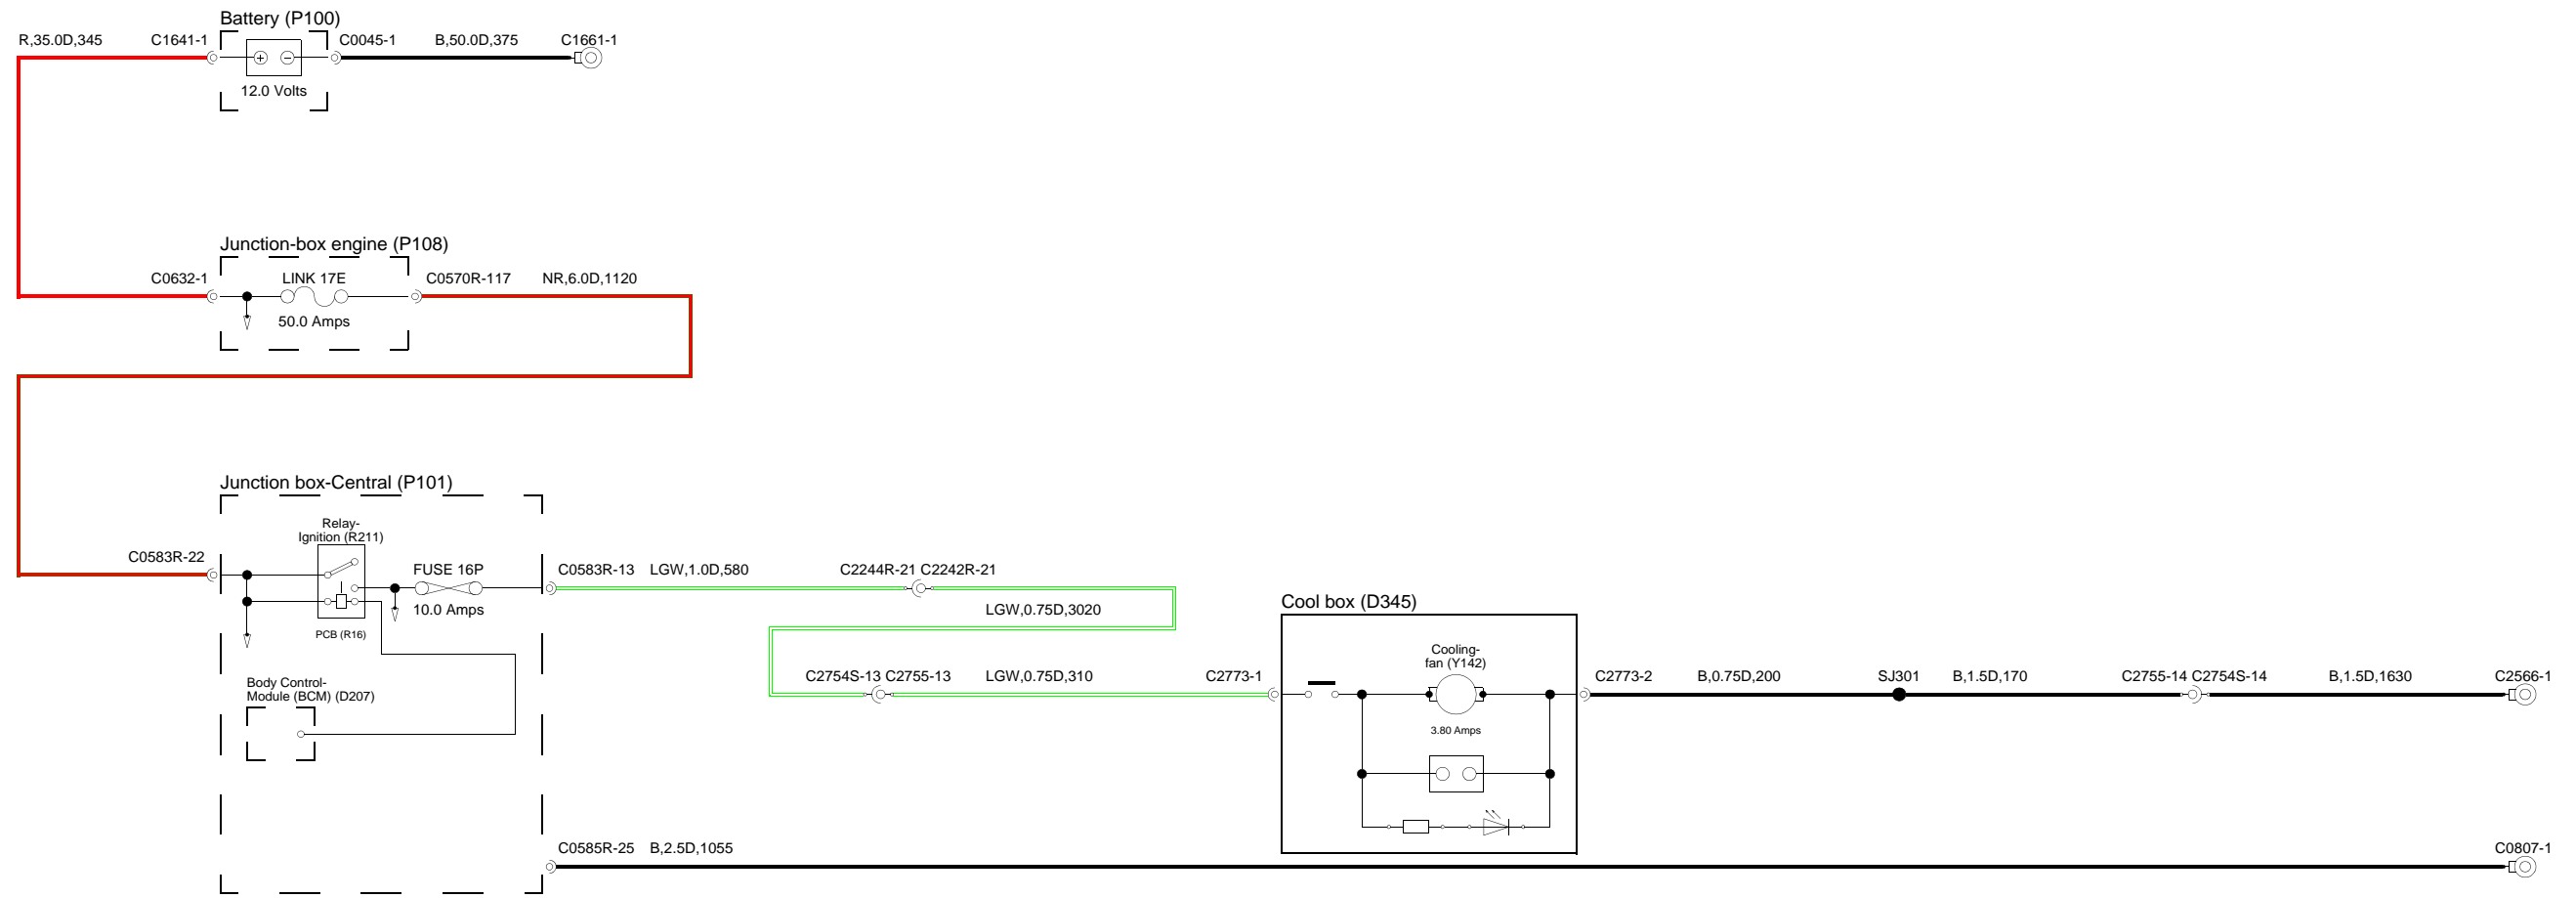 Battery (P100)
R,35.0D,345
C1641-1
C0045-1
B,50.0D,375
C1661-1
12.0 Volts
Junction-box engine (P108)
C0632-1
LINK 17E
C0570R-117
NR,6.0D,1120
50.0 Amps
Junction box-Central (P101)
Relay-
Ignition (R211)
C0583R-22
FUSE 16P
C0583R-13
LGW,1.0D,580
C2244R-21
C2242R-21
10.0 Amps
LGW,0.75D,3020
PCB (R16)
Cool box (D345)
Cooling-
fan (Y142)
C2754S-13
C2755-13
LGW,0.75D,310
C2773-1
C2773-2
B,0.75D,200
SJ301
B,1.5D,170
C2755-14
C2754S-14
B,1.5D,1630
C2566-1
Body Control-
Module (BCM) (D207)
3.80 Amps
C0585R-25
B,2.5D,1055
C0807-1